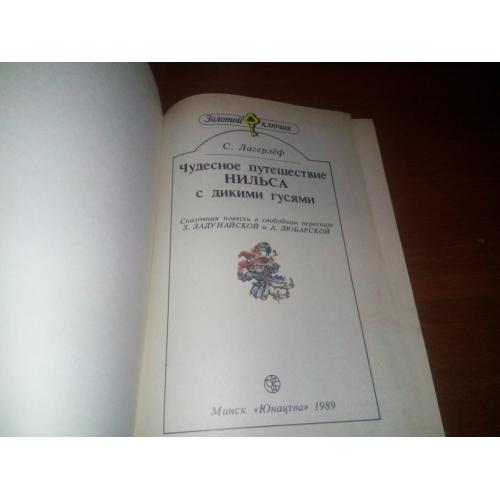 Золотой ключик
С. Лагерлёф
Чудесное путешествие
НИЛЬСА
с дикими гусями
Сказочная повесть в свободном пересказе
З. ЗАДУНАЙСКОЙ и А. ЛЮБАРСКОЙ
Минск «Юнацтва» 1989